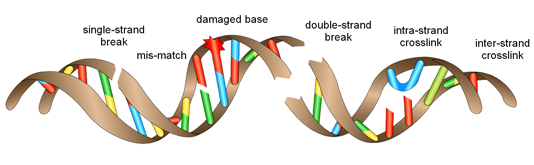 single-strand
break
mis-match
damaged base
double-strand
break
intra-strand
crosslink
inter-strand
crosslink